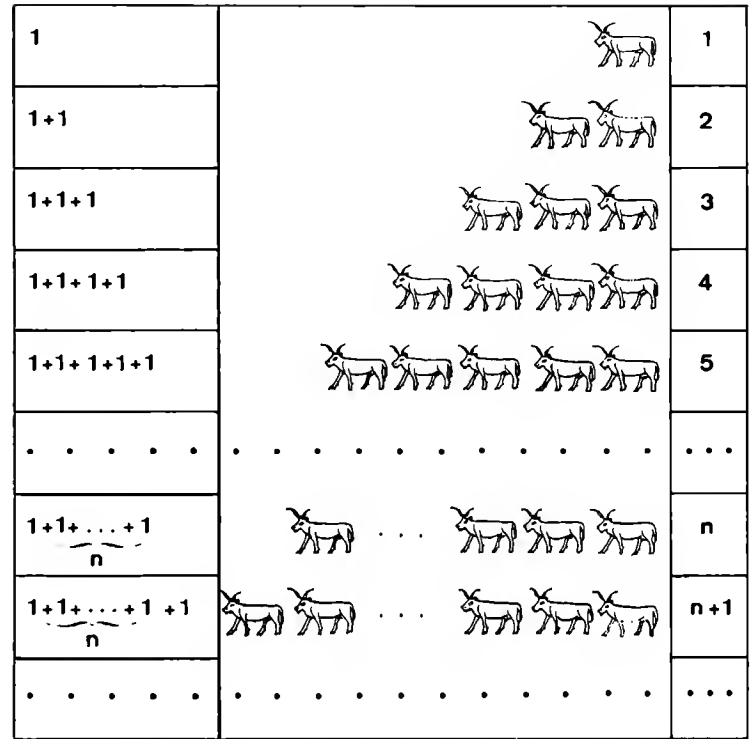 1 1
1+1 2
1+1+1 3
1+1+1+1 4
1+1+1+1+1 5
. . . . . . . . . . . . . . . . . . .
1+1+...+1 ... n
n
1+1+...+1+1 ... n+1
n
. . . . . . . . . . . . . . . . . . .